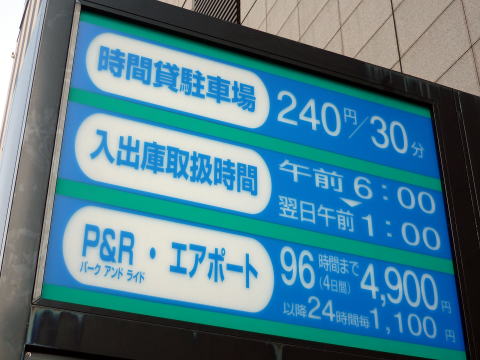 時間貸駐車場 240円/30分
入出庫取扱時間 午前6:00
翌日午前1:00
P&R・エアポート 96時間まで(4日間) 4,900円
パーク アンド ライド
以降24時間毎1,100円